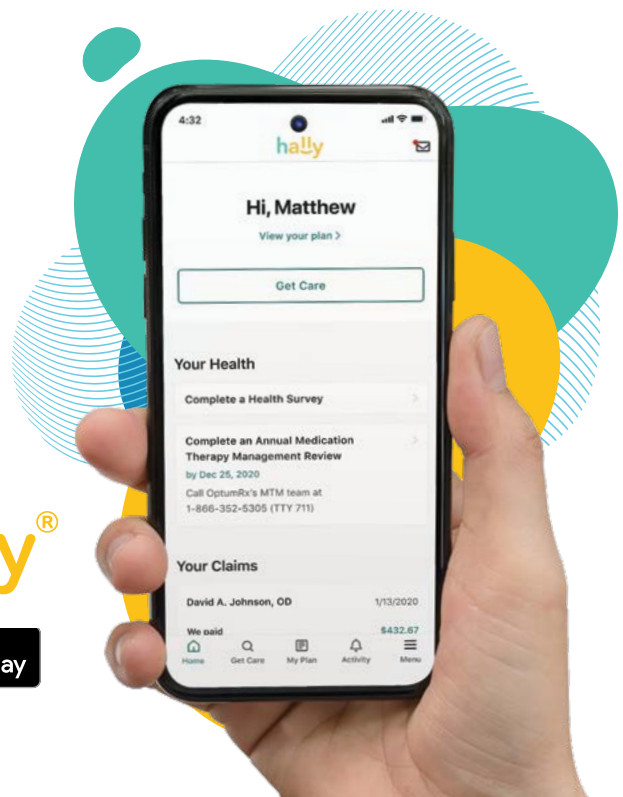 4:32
hally
Hi, Matthew
View your plan >
Get Care
Your Health
Complete a Health Survey >
Complete an Annual Medication >
Therapy Management Review
by Dec 25, 2020
Call OptumRx's MTM team at
1-866-352-5305 (TTY 711)
y®
ay
Your Claims
David A. Johnson, OD 1/13/2020
We paid $432.67
Home Get Care My Plan Activity Menu